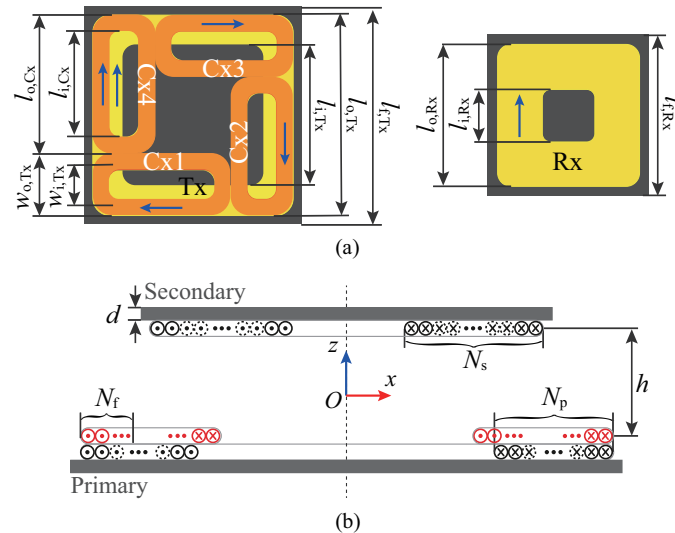 l_o,Cx
l_i,Cx
w_o,Tx
w_i,Tx
Cx4
Cx3
Cx2
Cx1
Tx
l_i,Tx
l_o,Tx
l_f,Tx
l_o,Rx
l_i,Rx
Rx
l_f,Rx
(a)
Secondary
d
z
N_s
x
O
h
N_f
N_p
Primary
(b)